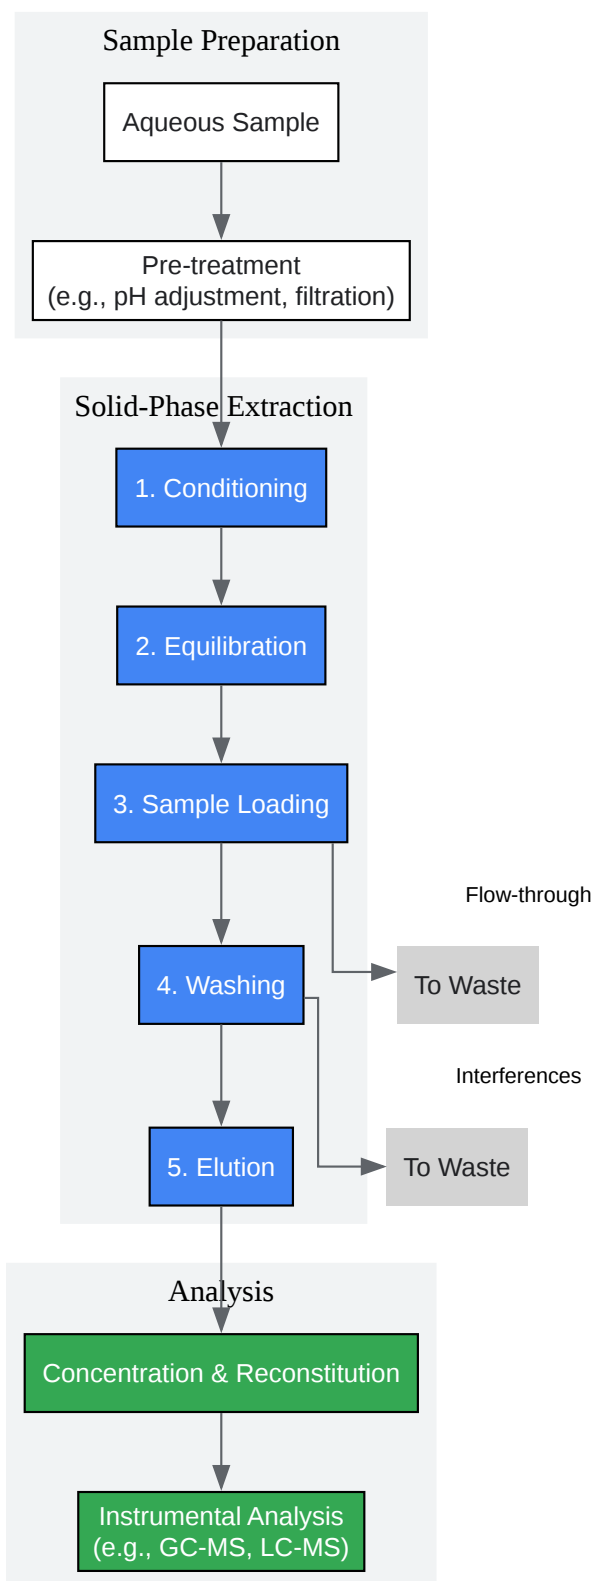 Sample Preparation
Aqueous Sample
Pre-treatment
(e.g., pH adjustment, filtration)
Solid-Phase Extraction
1. Conditioning
2. Equilibration
3. Sample Loading
Flow-through
4. Washing
To Waste
Interferences
5. Elution
To Waste
Analysis
Concentration & Reconstitution
Instrumental Analysis
(e.g., GC-MS, LC-MS)